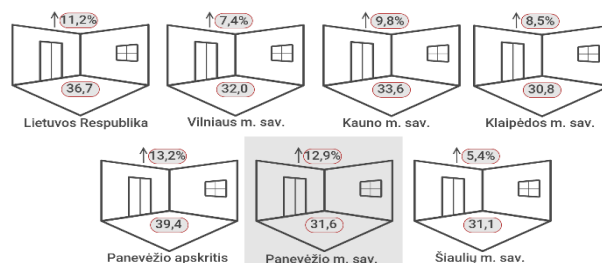 ↑ 11,2% ↑ 7,4% ↑ 9,8% ↑ 8,5%
36,7 32,0 33,6 30,8
Lietuvos Respublika Vilniaus m. sav. Kauno m. sav. Klaipėdos m. sav.
↑ 13,2% ↑ 12,9% ↑ 5,4%
39,4 31,6 31,1
Panevėžio apskritis Panevėžio m. sav. Šiaulių m. sav.